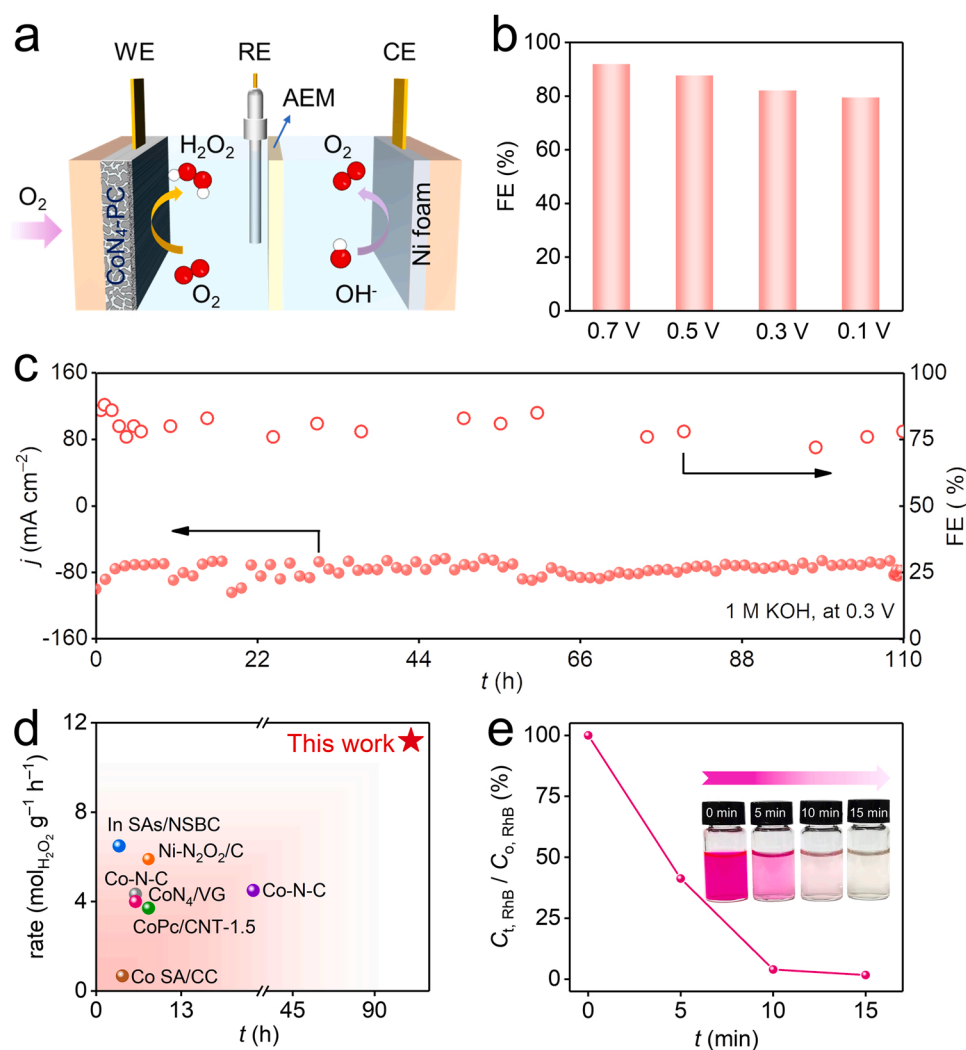 a
WE
RE
CE
AEM
H₂O₂
O₂
O₂
CoN₄-PC
O₂
OH⁻
Ni foam
b
FE (%)
100
80
60
40
20
0
0.7 V
0.5 V
0.3 V
0.1 V
c
j (mA cm⁻²)
160
80
0
-80
-160
FE (%)
100
75
50
25
0
1 M KOH, at 0.3 V
0
22
44
66
88
110
t (h)
d
rate (mol_H₂O₂ g⁻¹ h⁻¹)
12
8
4
0
This work
In SAs/NSBC
Ni-N₂O₂/C
Co-N-C
CoN₄/VG
Co-N-C
CoPc/CNT-1.5
Co SA/CC
0
13
45
90
t (h)
e
C_t, RhB / C_o, RhB (%)
100
75
50
25
0
0 min
5 min
10 min
15 min
0
5
10
15
t (min)